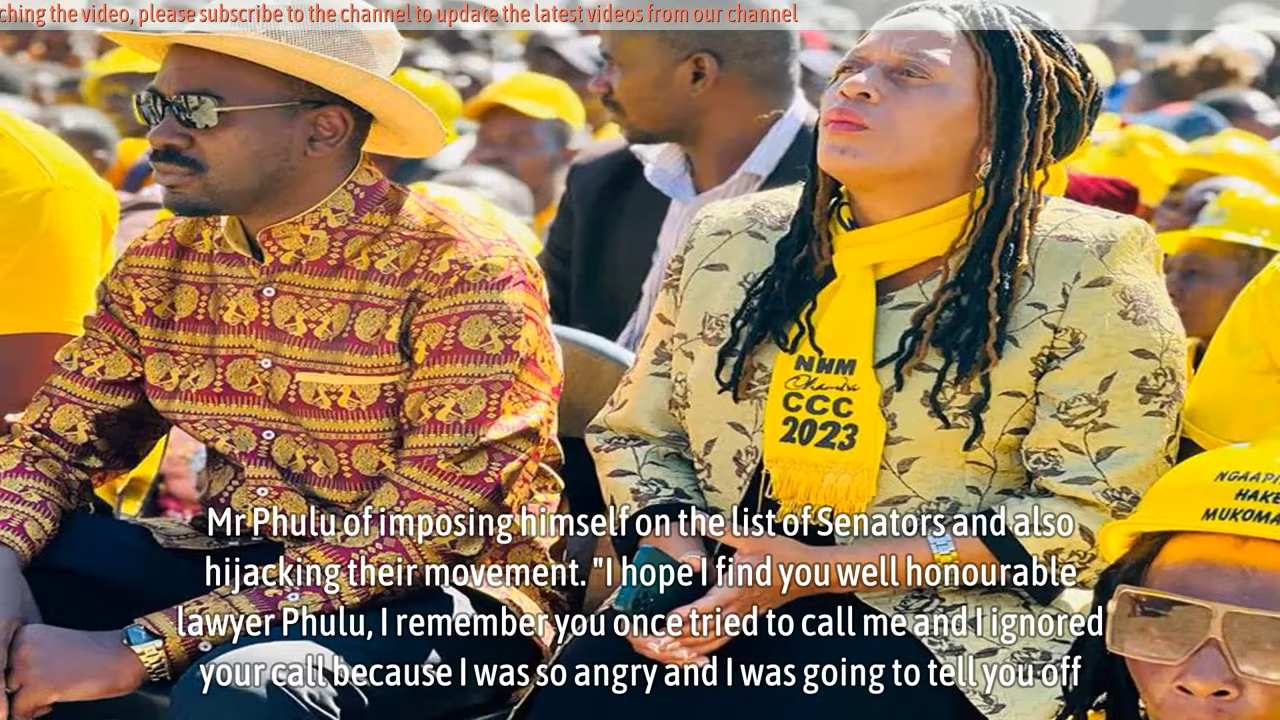 ching the video, please subscribe to the channel to update the latest videos from our channel
NHM
CCC
2023
NGAAPI
HAKE
MUKOMA
Mr Phulu of imposing himself on the list of Senators and also
hijacking their movement. "I hope I find you well honourable
lawyer Phulu, I remember you once tried to call me and I ignored
your call because I was so angry and I was going to tell you off